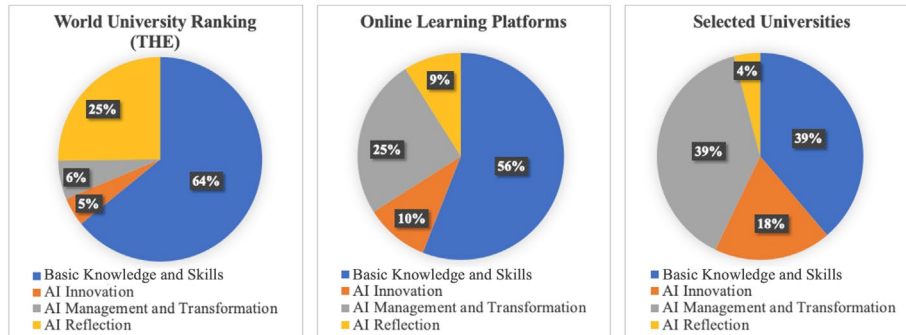 World University Ranking
(THE)
25%
6%
5%
64%
Basic Knowledge and Skills
AI Innovation
AI Management and Transformation
AI Reflection
Online Learning Platforms
9%
25%
56%
10%
Basic Knowledge and Skills
AI Innovation
AI Management and Transformation
AI Reflection
Selected Universities
4%
39%
39%
18%
Basic Knowledge and Skills
AI Innovation
AI Management and Transformation
AI Reflection